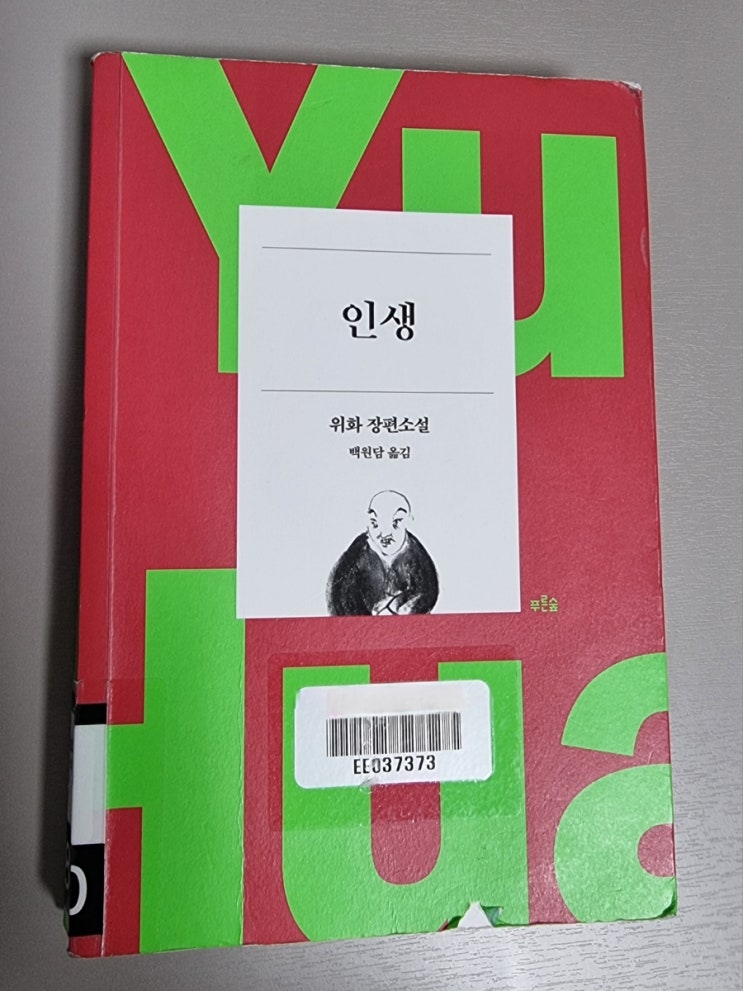 Yu
인생
위화 장편소설
백원담 옮김
푸른숲
Hua
EE037373